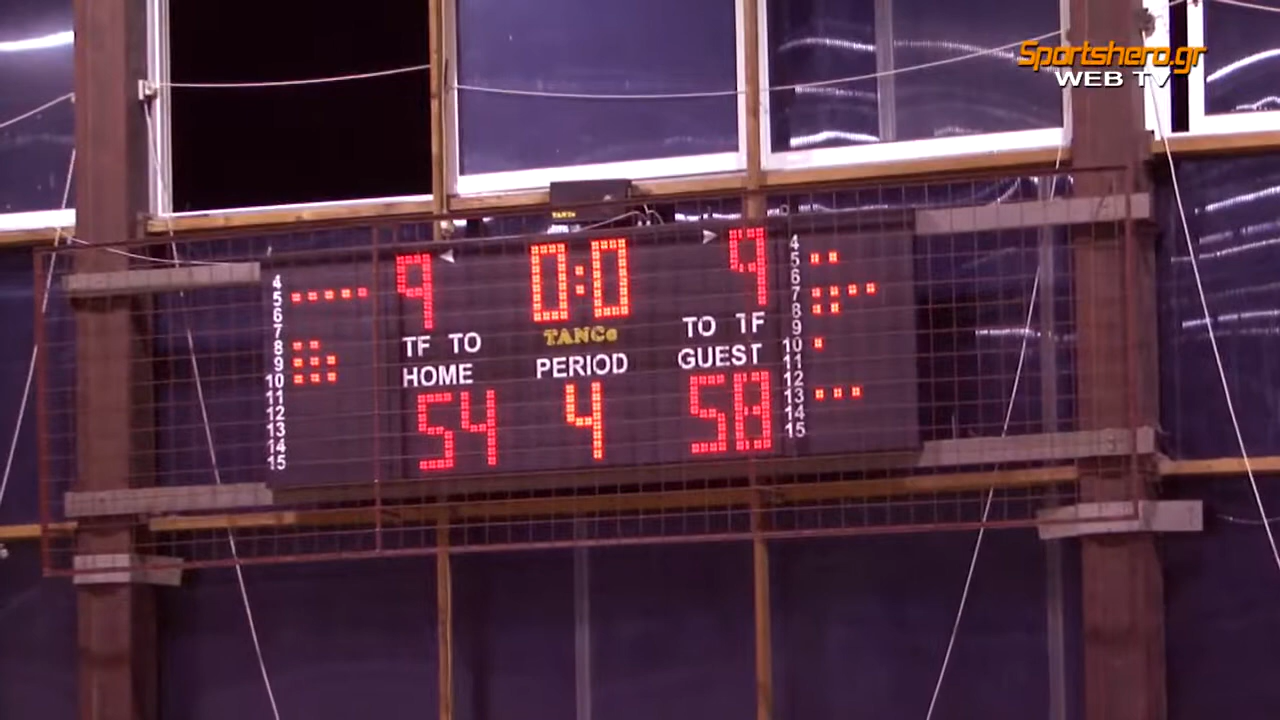 Sportshero.gr
WEB TV
TANCo
9 0:0 9
TANCo
TF TO
TO TF
HOME
PERIOD
GUEST
54 4 58
4
5
6
7
8
9
10
11
12
13
14
15
4
5
6
7
8
9
10
11
12
13
14
15